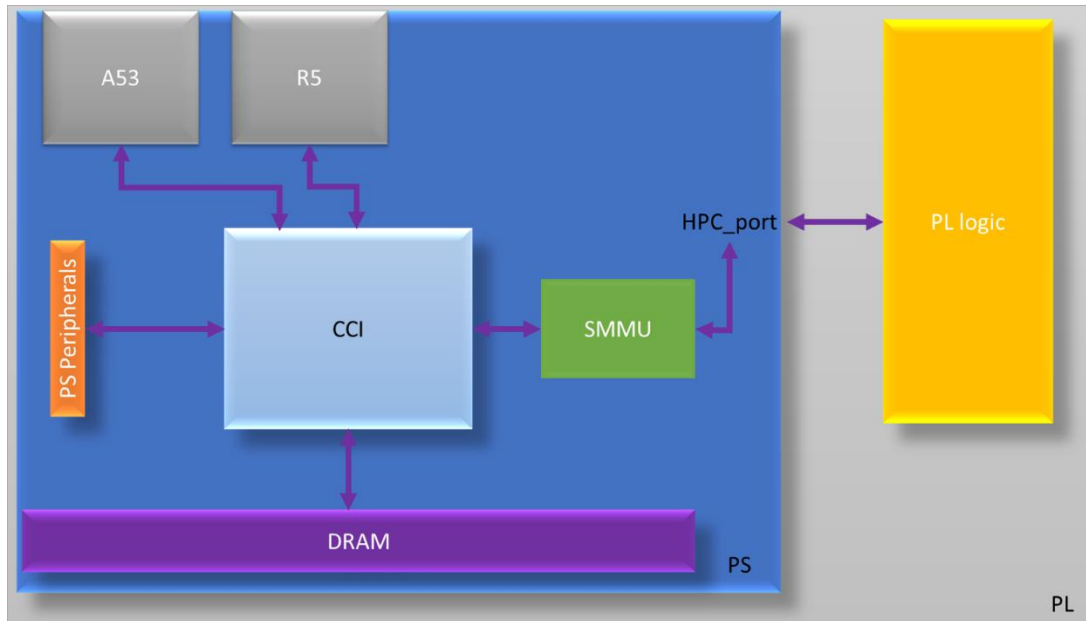 A53
R5
HPC_port
PL logic
PS Peripherals
CCI
SMMU
DRAM
PS
PL